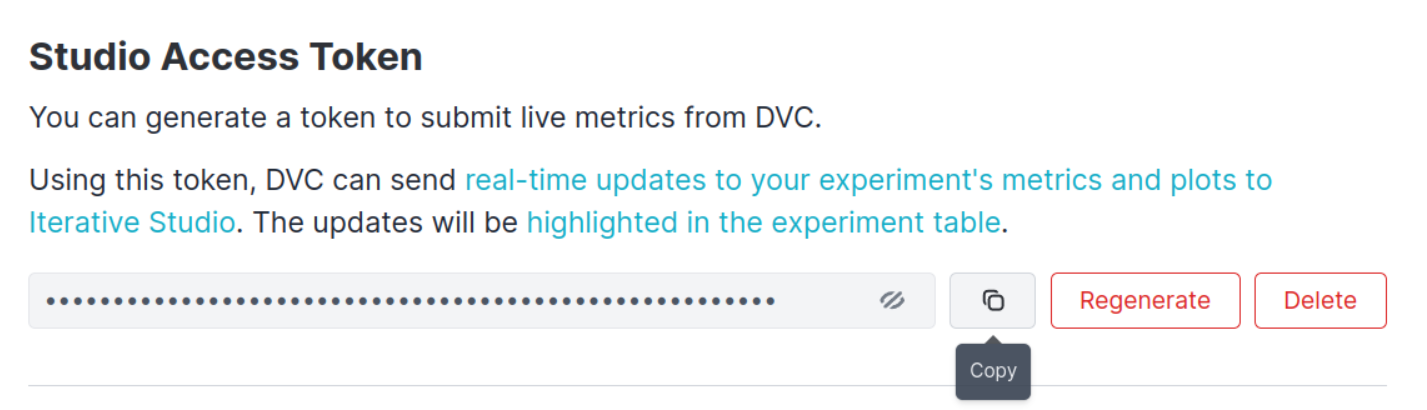 Studio Access Token
You can generate a token to submit live metrics from DVC.
Using this token, DVC can send real-time updates to your experiment's metrics and plots to
Iterative Studio. The updates will be highlighted in the experiment table.
Regenerate
Delete
Copy